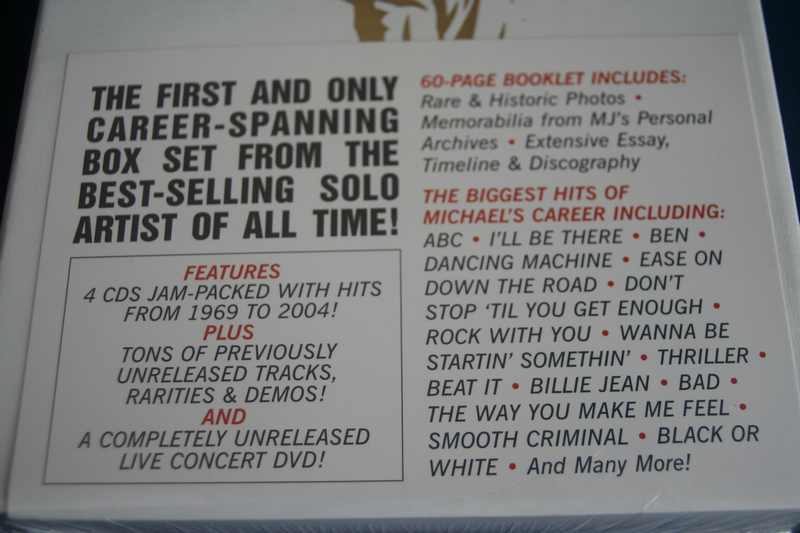 THE FIRST AND ONLY
CAREER-SPANNING
BOX SET FROM THE
BEST-SELLING SOLO
ARTIST OF ALL TIME!
FEATURES
4 CDS JAM-PACKED WITH HITS
FROM 1969 TO 2004!
PLUS
TONS OF PREVIOUSLY
UNRELEASED TRACKS,
RARITIES & DEMOS!
AND
A COMPLETELY UNRELEASED
LIVE CONCERT DVD!
60-PAGE BOOKLET INCLUDES:
Rare & Historic Photos •
Memorabilia from MJ's Personal
Archives • Extensive Essay,
Timeline & Discography
THE BIGGEST HITS OF
MICHAEL'S CAREER INCLUDING:
ABC • I'LL BE THERE • BEN •
DANCING MACHINE • EASE ON
DOWN THE ROAD • DON'T
STOP 'TIL YOU GET ENOUGH •
ROCK WITH YOU • WANNA BE
STARTIN' SOMETHIN' • THRILLER •
BEAT IT • BILLIE JEAN • BAD •
THE WAY YOU MAKE ME FEEL •
SMOOTH CRIMINAL • BLACK OR
WHITE • And Many More!